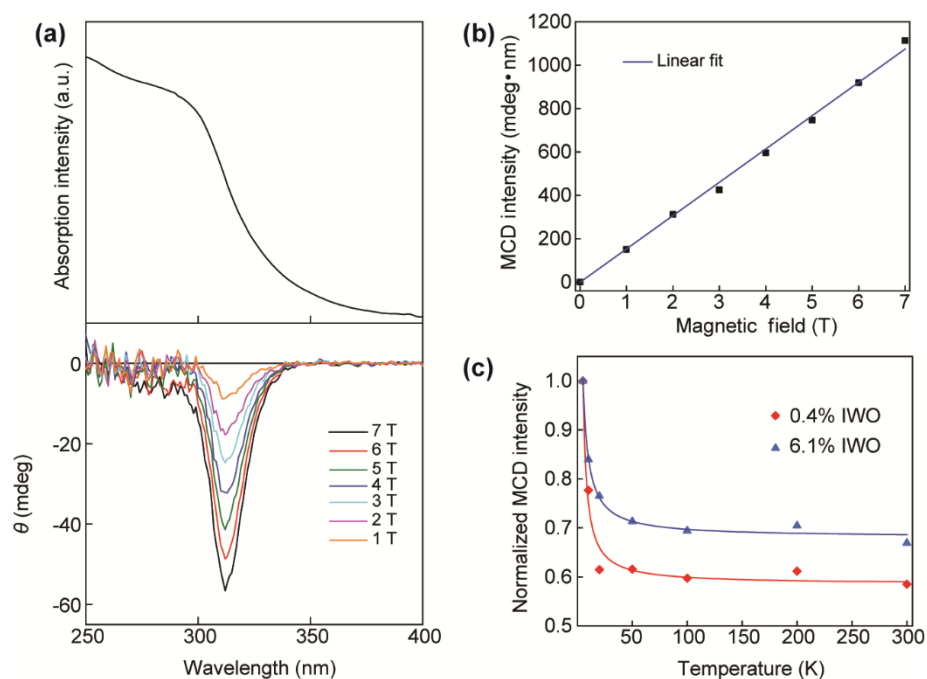 (a)
Absorption intensity (a.u.)
0
-20
-40
-60
θ (mdeg)
7 T
6 T
5 T
4 T
3 T
2 T
1 T
250 300 350 400
Wavelength (nm)
(b)
1200
1000
800
600
400
200
0
MCD intensity (mdeg•nm)
Linear fit
0 1 2 3 4 5 6 7
Magnetic field (T)
(c)
1.0
0.9
0.8
0.7
0.6
0.5
Normalized MCD intensity
0.4% IWO
6.1% IWO
50 100 150 200 250 300
Temperature (K)